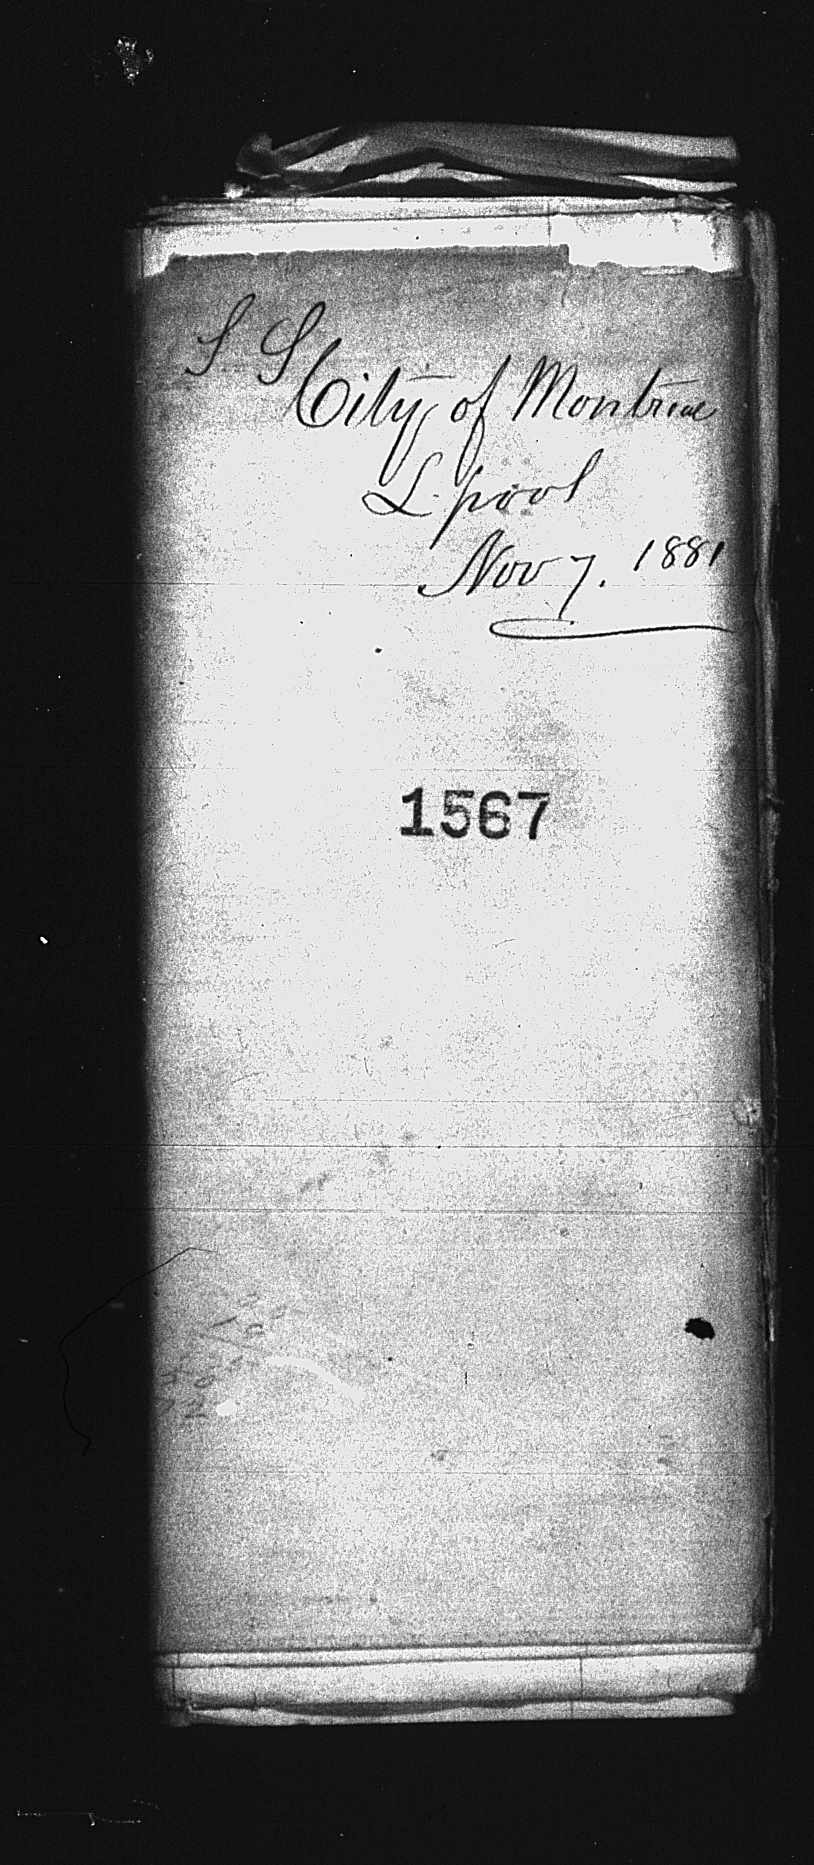 S S City of Montreal
L.pool
Nov 7. 1881
1567